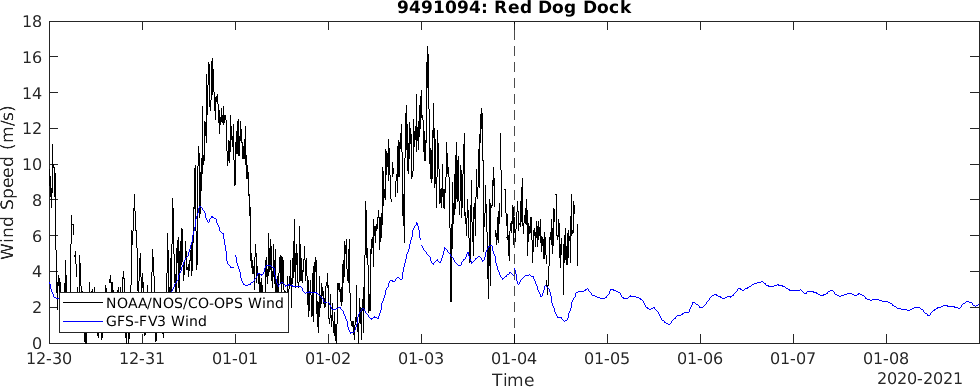 9491094: Red Dog Dock
Wind Speed (m/s)
18
16
14
12
10
8
6
4
2
0
NOAA/NOS/CO-OPS Wind
GFS-FV3 Wind
12-30 12-31 01-01 01-02 01-03 01-04 01-05 01-06 01-07 01-08
Time
2020-2021